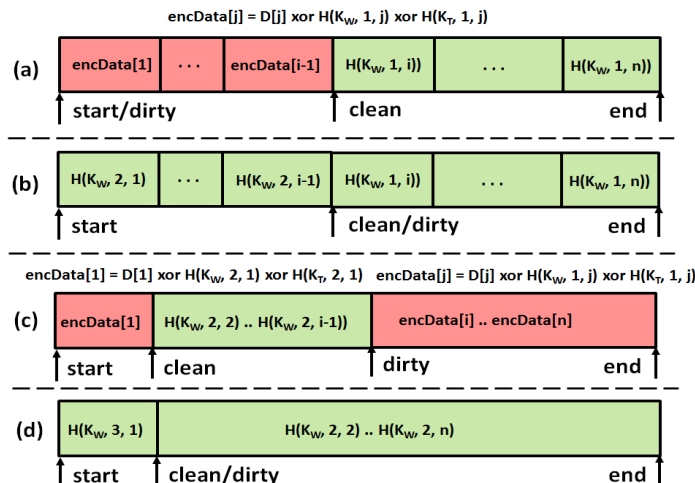 encData[j] = D[j] xor H(K_W, 1, j) xor H(K_T, 1, j)
(a) encData[1] . . . encData[i-1] H(K_W, 1, i)) . . . H(K_W, 1, n))
start/dirty clean end
(b) H(K_W, 2, 1) . . . H(K_W, 2, i-1) H(K_W, 1, i)) . . . H(K_W, 1, n))
start clean/dirty end
encData[1] = D[1] xor H(K_W, 2, 1) xor H(K_T, 2, 1) encData[j] = D[j] xor H(K_W, 1, j) xor H(K_T, 1, j)
(c) encData[1] H(K_W, 2, 2) .. H(K_W, 2, i-1)) encData[i] .. encData[n]
start clean dirty end
(d) H(K_W, 3, 1) H(K_W, 2, 2) .. H(K_W, 2, n)
start clean/dirty end